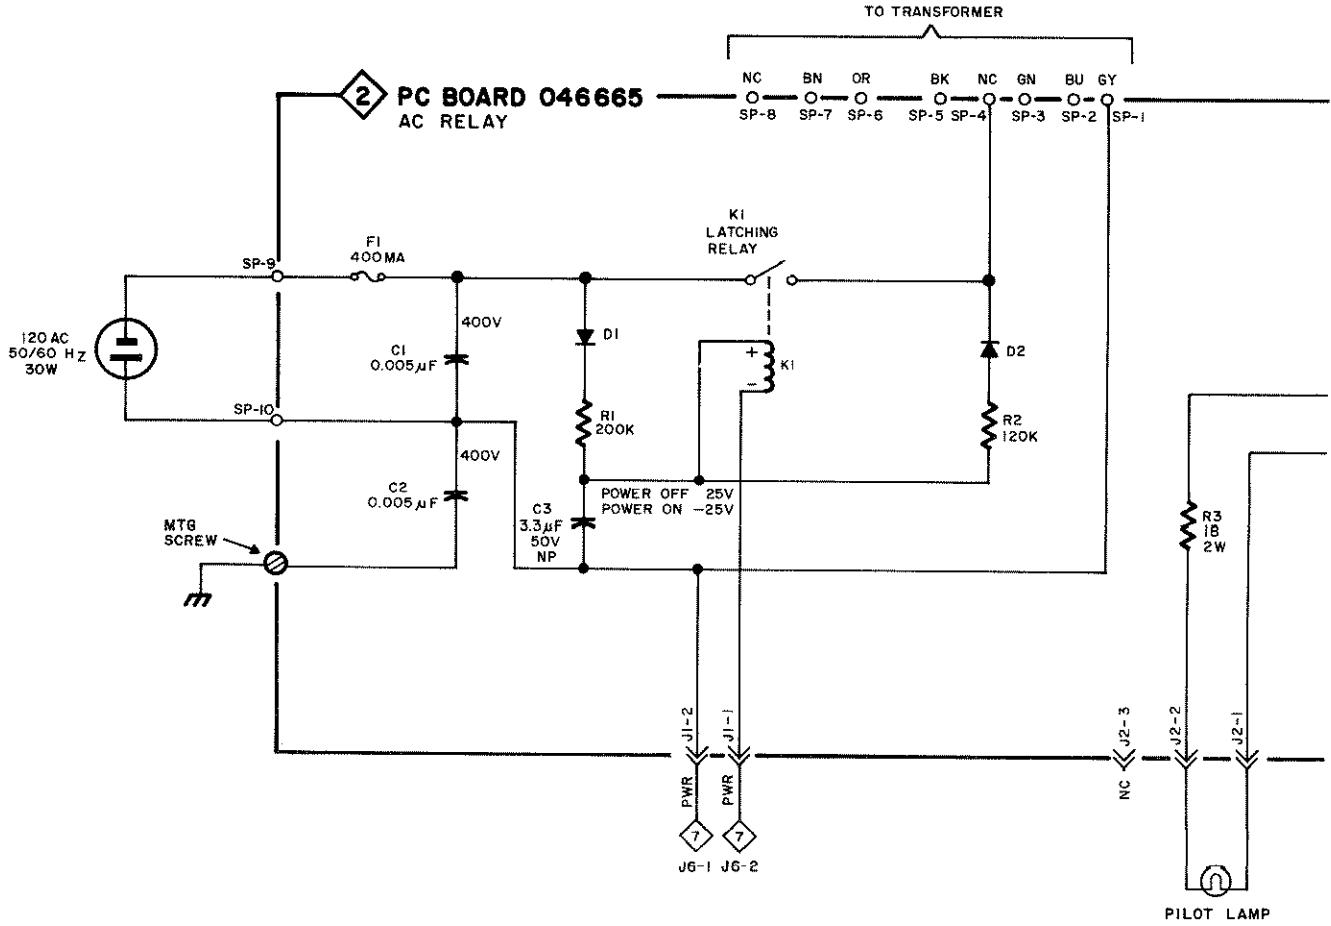 TO TRANSFORMER
NC BN OR BK NC GN BU GY
SP-8 SP-7 SP-6 SP-5 SP-4 SP-3 SP-2 SP-1
2 PC BOARD 046665
AC RELAY
K1
LATCHING
RELAY
SP-9
F1
400MA
400V
C1
0.005µF
D1
+
-
K1
D2
120 AC
50/60 HZ
30W
SP-10
R1
200K
R2
120K
400V
C2
0.005µF
POWER OFF 25V
POWER ON -25V
C3
3.3µF
50V
NP
MTG
SCREW
R3
18
2W
J1-2
J1-1
J2-3
J2-2
J2-1
PWR
PWR
NC
7
7
J6-1 J6-2
PILOT LAMP